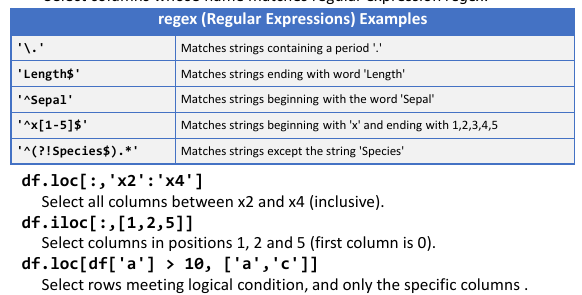 Select columns whose name matches regular expression regex.
regex (Regular Expressions) Examples
'\.' Matches strings containing a period '.'
'Length$' Matches strings ending with word 'Length'
'^Sepal' Matches strings beginning with the word 'Sepal'
'^x[1-5]$' Matches strings beginning with 'x' and ending with 1,2,3,4,5
'^(?!Species$).*' Matches strings except the string 'Species'
df.loc[:,'x2':'x4']
Select all columns between x2 and x4 (inclusive).
df.iloc[:,[1,2,5]]
Select columns in positions 1, 2 and 5 (first column is 0).
df.loc[df['a'] > 10, ['a','c']]
Select rows meeting logical condition, and only the specific columns .